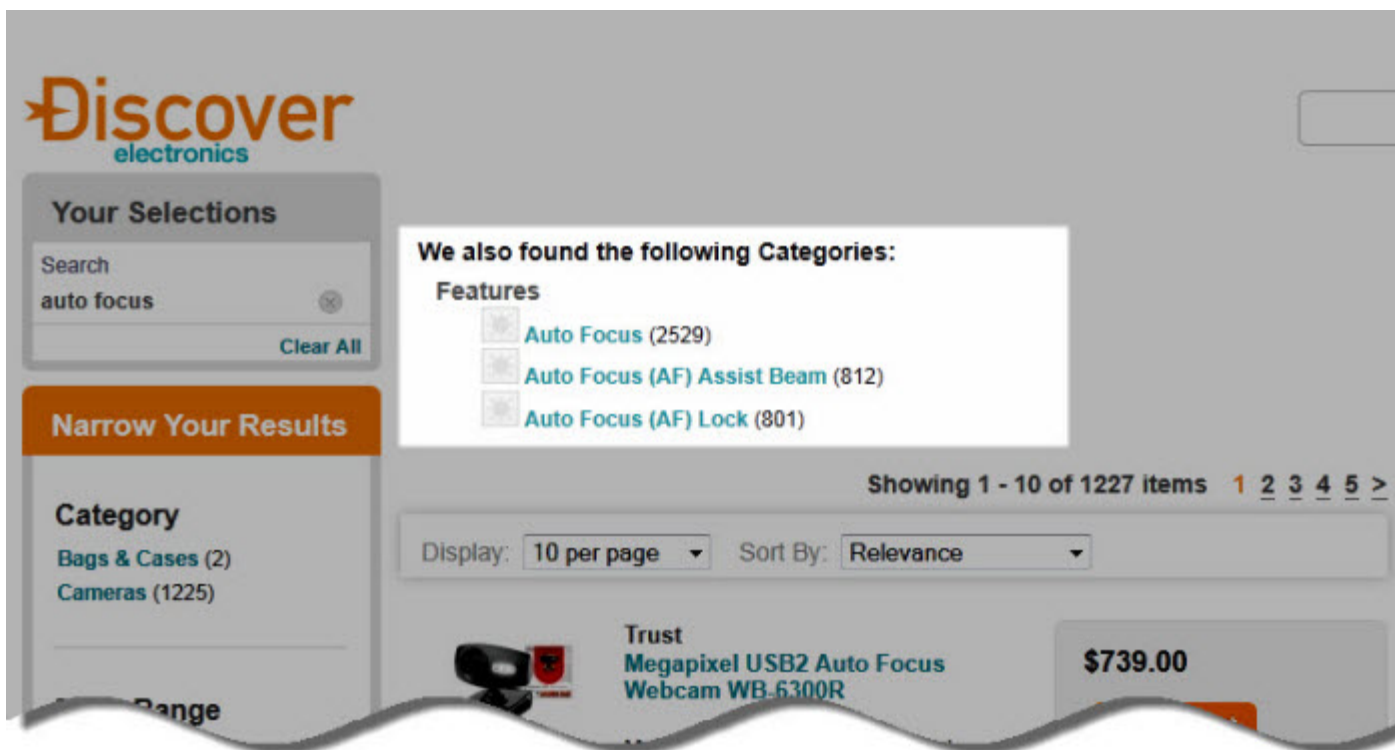 Discover
electronics
Your Selections
Search
auto focus
Clear All
Narrow Your Results
Category
Bags & Cases (2)
Cameras (1225)
Range
We also found the following Categories:
Features
Auto Focus (2529)
Auto Focus (AF) Assist Beam (812)
Auto Focus (AF) Lock (801)
Showing 1 - 10 of 1227 items 1 2 3 4 5 >
Display: 10 per page Sort By: Relevance
Trust
Megapixel USB2 Auto Focus
Webcam WB-6300R
$739.00